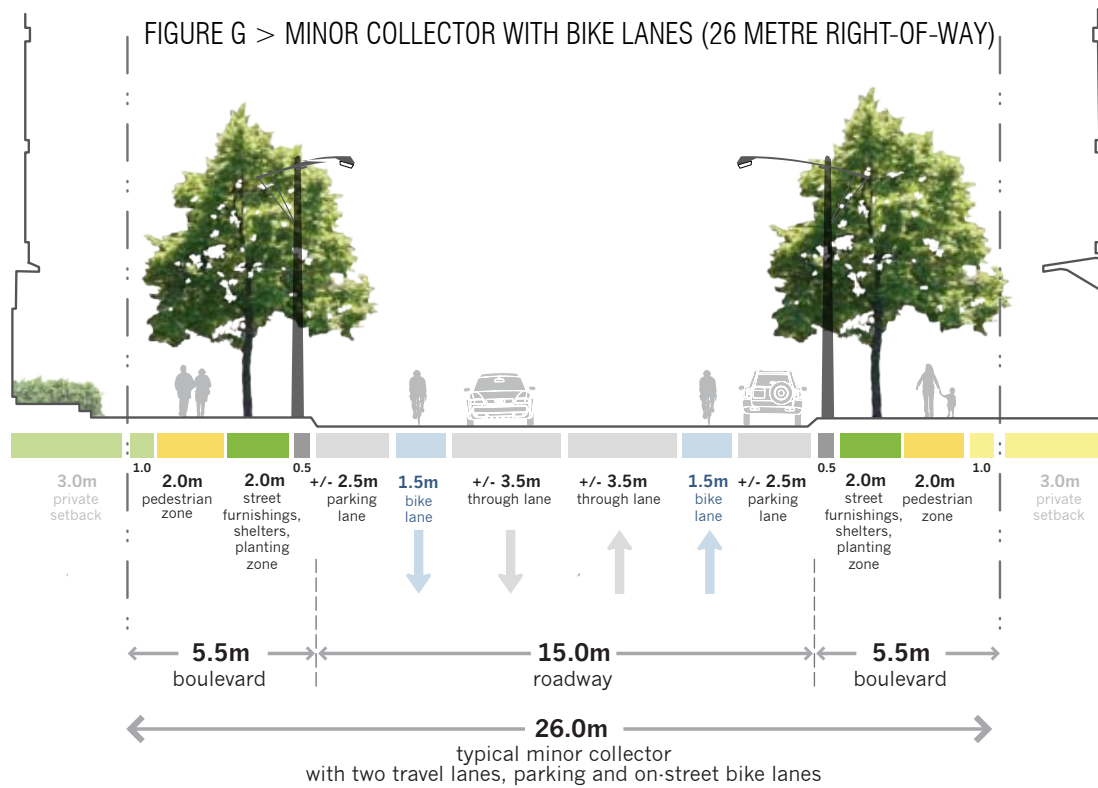 FIGURE G > MINOR COLLECTOR WITH BIKE LANES (26 METRE RIGHT-OF-WAY)
1.0
0.5
0.5
1.0
3.0m
private
setback
2.0m
pedestrian
zone
2.0m
street
furnishings,
shelters,
planting
zone
+/- 2.5m
parking
lane
1.5m
bike
lane
+/- 3.5m
through lane
+/- 3.5m
through lane
1.5m
bike
lane
+/- 2.5m
parking
lane
2.0m
street
furnishings,
shelters,
planting
zone
2.0m
pedestrian
zone
3.0m
private
setback
5.5m
boulevard
15.0m
roadway
5.5m
boulevard
26.0m
typical minor collector
with two travel lanes, parking and on-street bike lanes